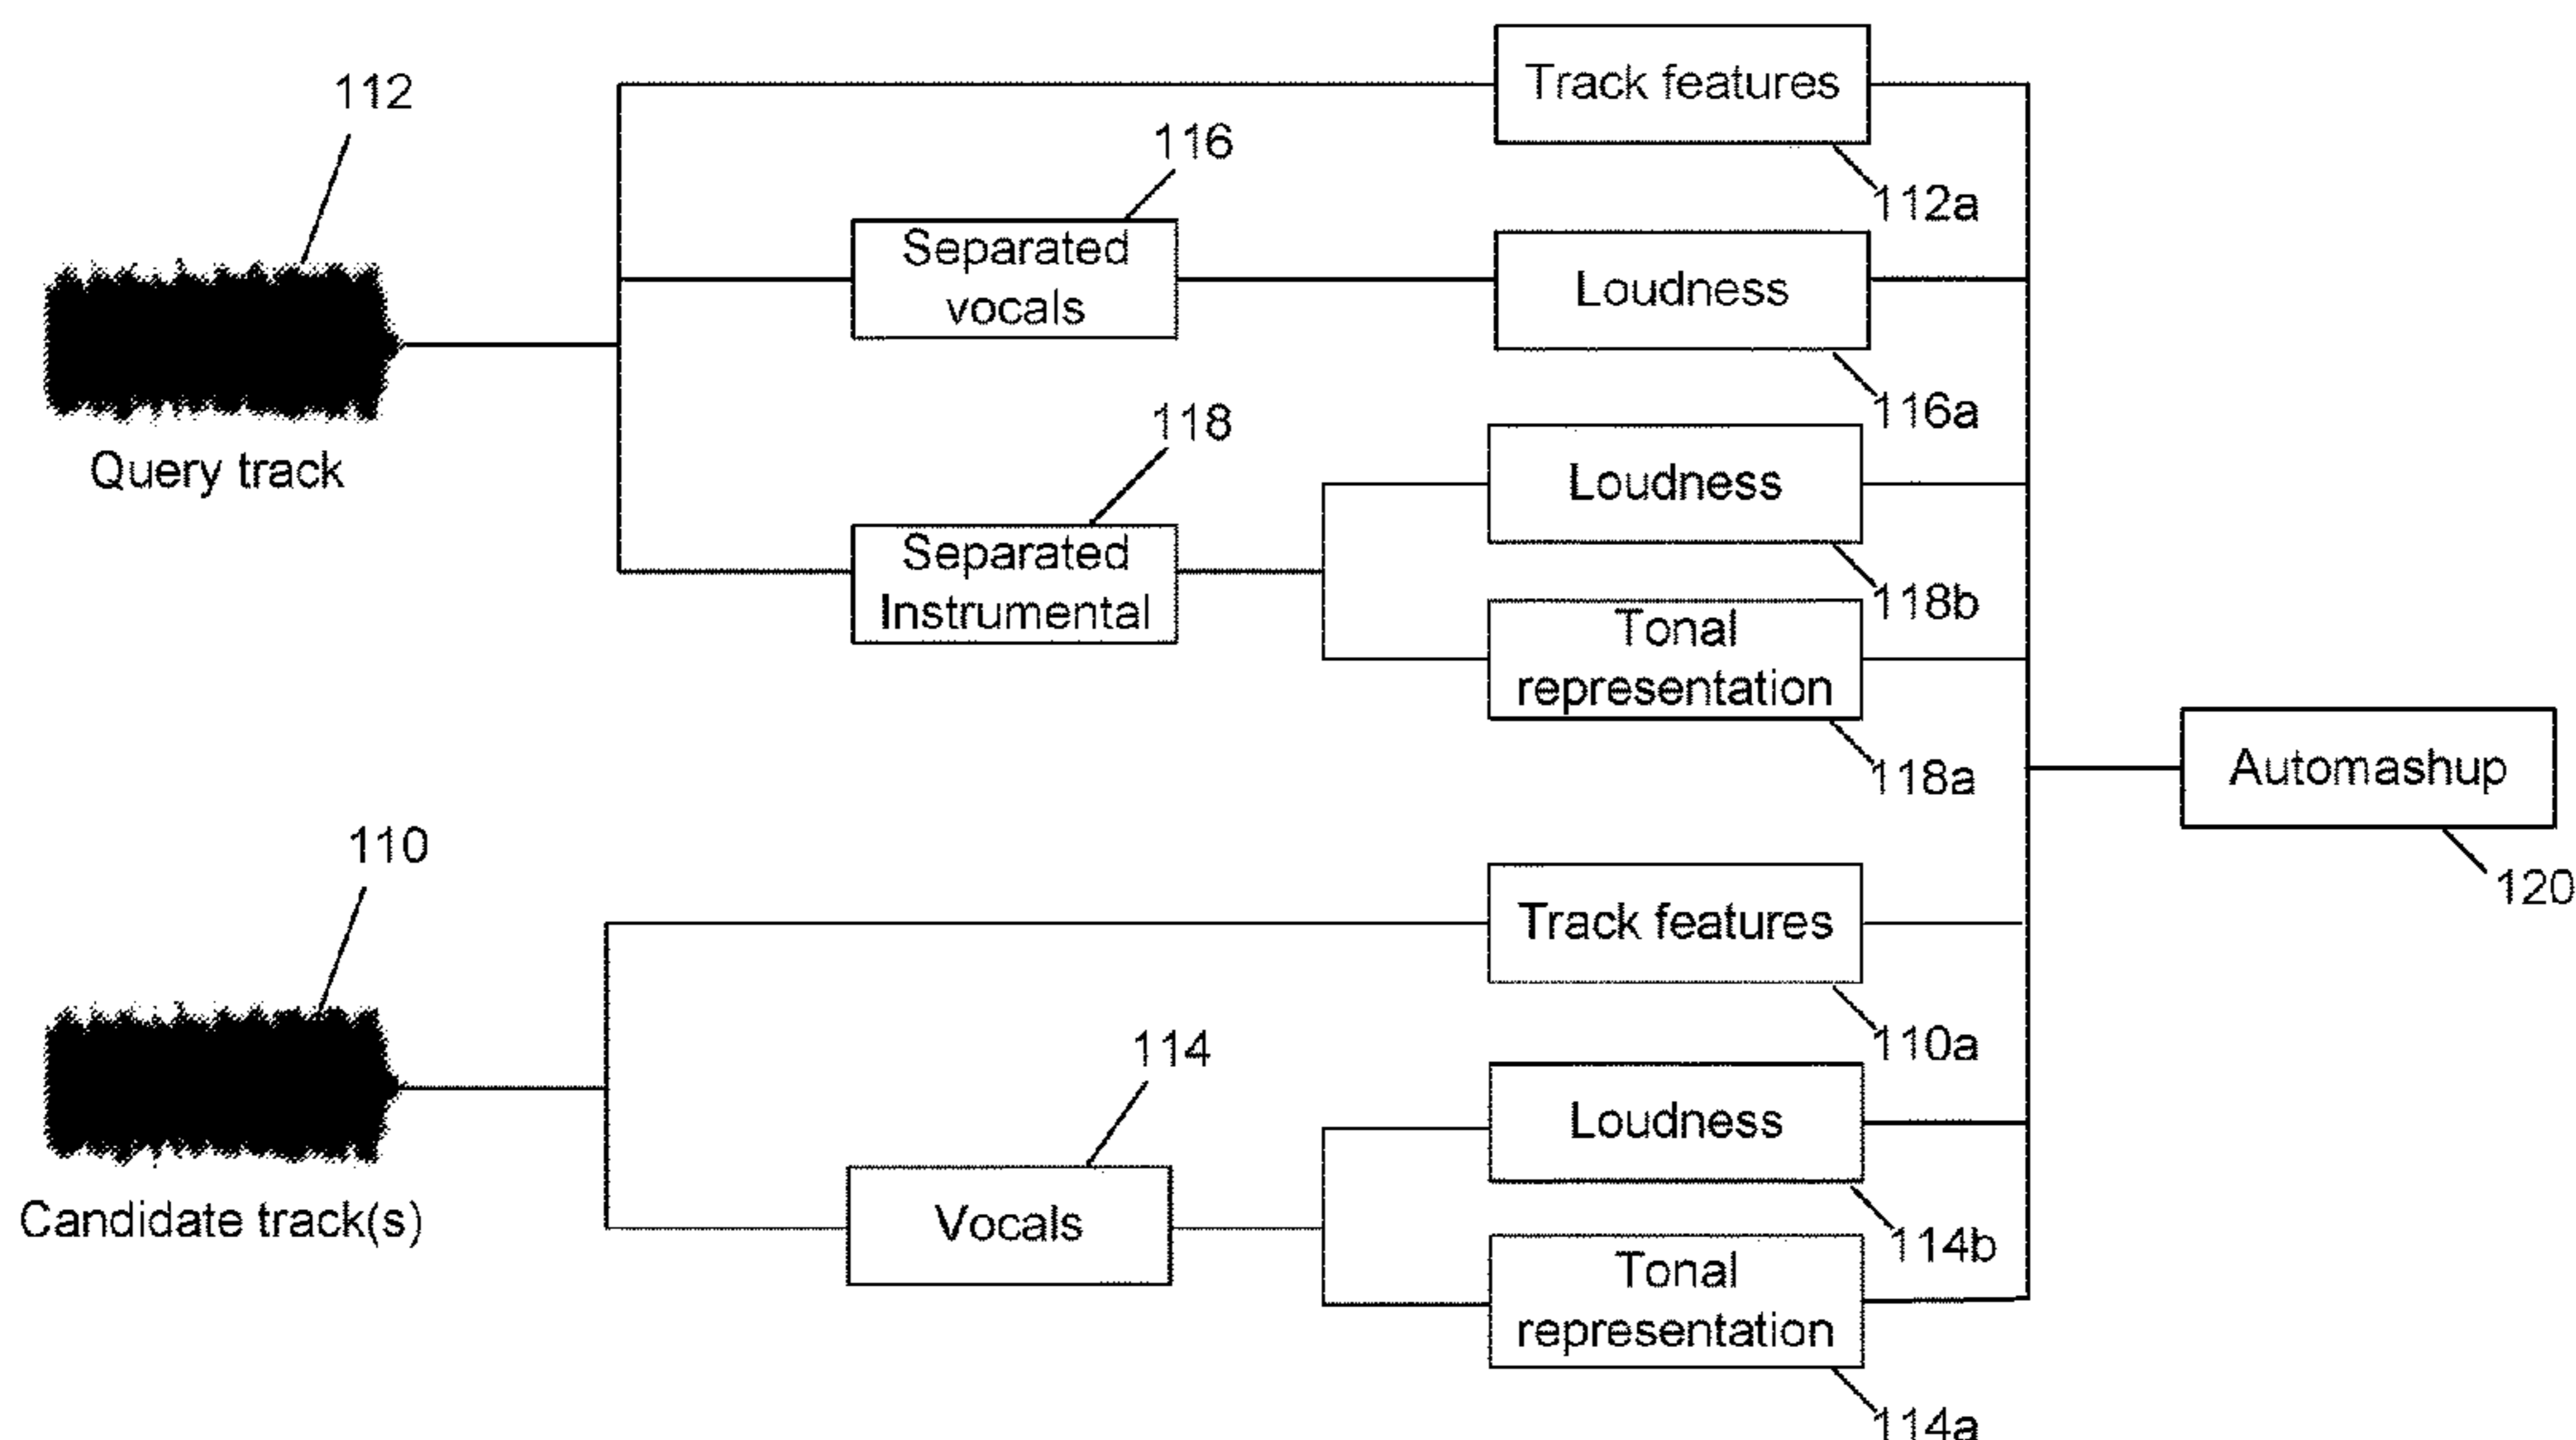 112
Track features
116
112a
Separated
vocals
Loudness
116a
118
Query track
Loudness
Separated
Instrumental
118b
Tonal
representation
118a
Automashup
120
110
Track features
110a
114
Loudness
Candidate track(s)
Vocals
114b
Tonal
representation
114a